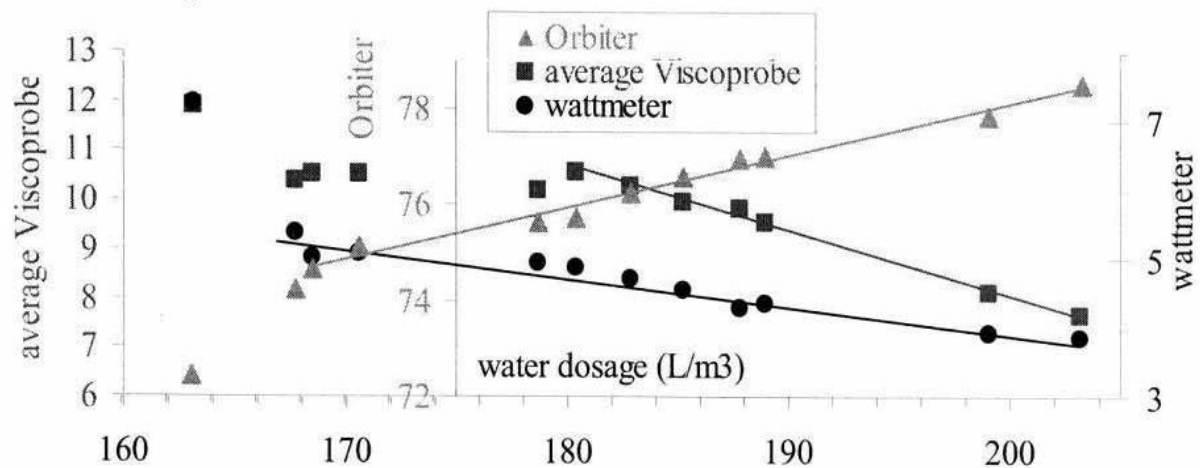 Orbiter
average Viscoprobe
wattmeter
average Viscoprobe
13
12
11
10
9
8
7
6
Orbiter
78
76
74
72
7
5
3
wattmeter
water dosage (L/m3)
160
170
180
190
200